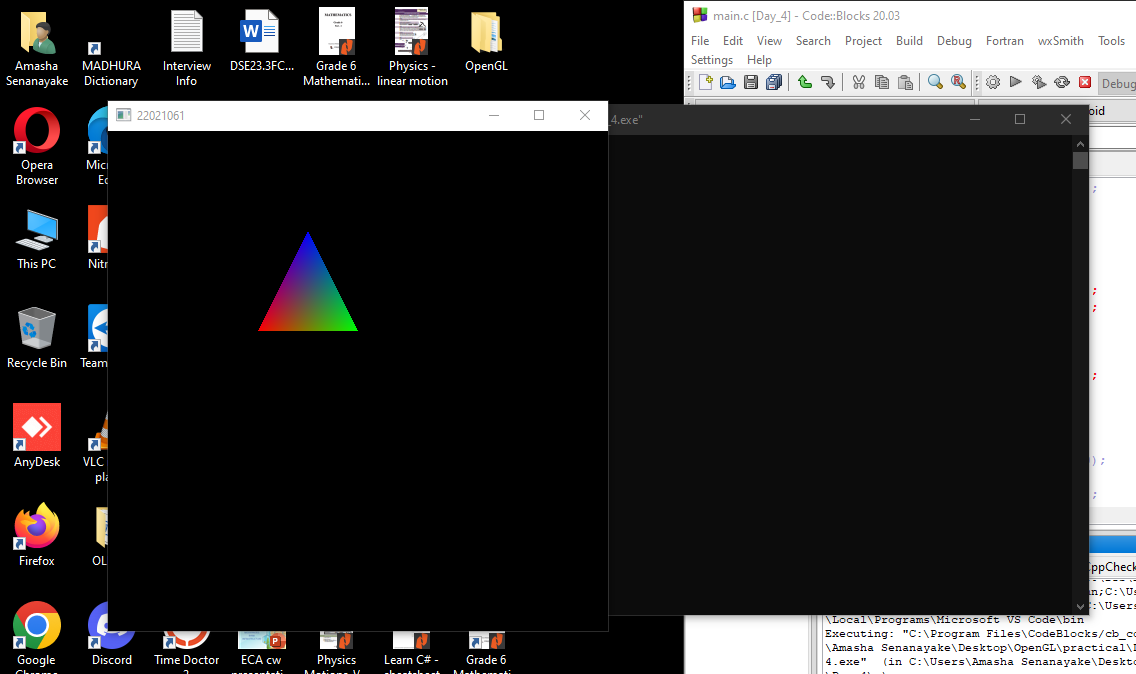 Amasha
Senanayake
MADHURA
Dictionary
Interview
Info
DSE23.3FC...
Grade 6
Mathemati...
Physics -
linear motion
OpenGL
main.c [Day_4] - Code::Blocks 20.03
File Edit View Search Project Build Debug Fortran wxSmith Tools
Settings Help
Debug
22021061
4.exe"
oid
Opera
Browser
Mic
Ec
This PC
Nitr
Recycle Bin
Team
AnyDesk
VLC
pla
Firefox
OL
ppCheck
an;C:\Us
C:\Users
\Local\Programs\Microsoft VS Code\bin
Executing: "C:\Program Files\CodeBlocks/cb_co
\Amasha Senanayake\Desktop\OpenGL\practical\D
4.exe" (in C:\Users\Amasha Senanayake\Deskto
Google
Chrome
Discord
Time Doctor
2
ECA cw
presentati
Physics
Learn C# -
cheatsheet
Grade 6
Mathemati